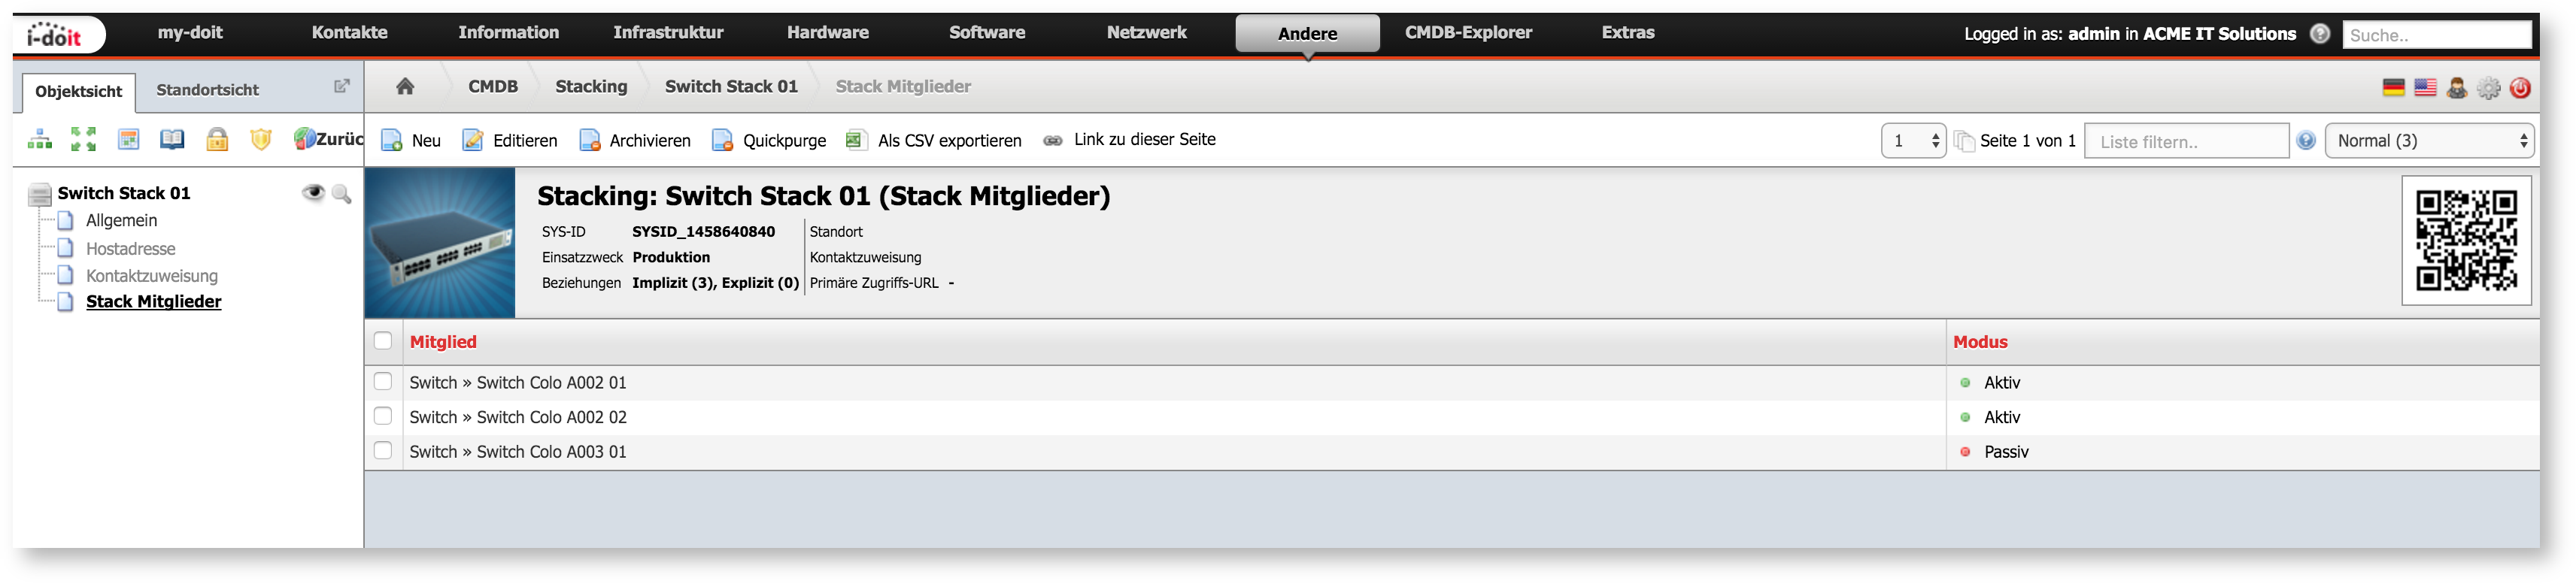 i-doit my-doit Kontakte Information Infrastruktur Hardware Software Netzwerk Andere CMDB-Explorer Extras Logged in as: admin in ACME IT Solutions ? Suche..
Objektsicht Standortsicht CMDB Stacking Switch Stack 01 Stack Mitglieder
Zurüc Neu Editieren Archivieren Quickpurge Als CSV exportieren Link zu dieser Seite 1 Seite 1 von 1 Liste filtern.. ? Normal (3)
Switch Stack 01
Allgemein
Hostadresse
Kontaktzuweisung
Stack Mitglieder
Stacking: Switch Stack 01 (Stack Mitglieder)
SYS-ID SYSID_1458640840 Standort
Einsatzzweck Produktion Kontaktzuweisung
Beziehungen Implizit (3), Explizit (0) Primäre Zugriffs-URL -
Mitglied Modus
Switch » Switch Colo A002 01 Aktiv
Switch » Switch Colo A002 02 Aktiv
Switch » Switch Colo A003 01 Passiv